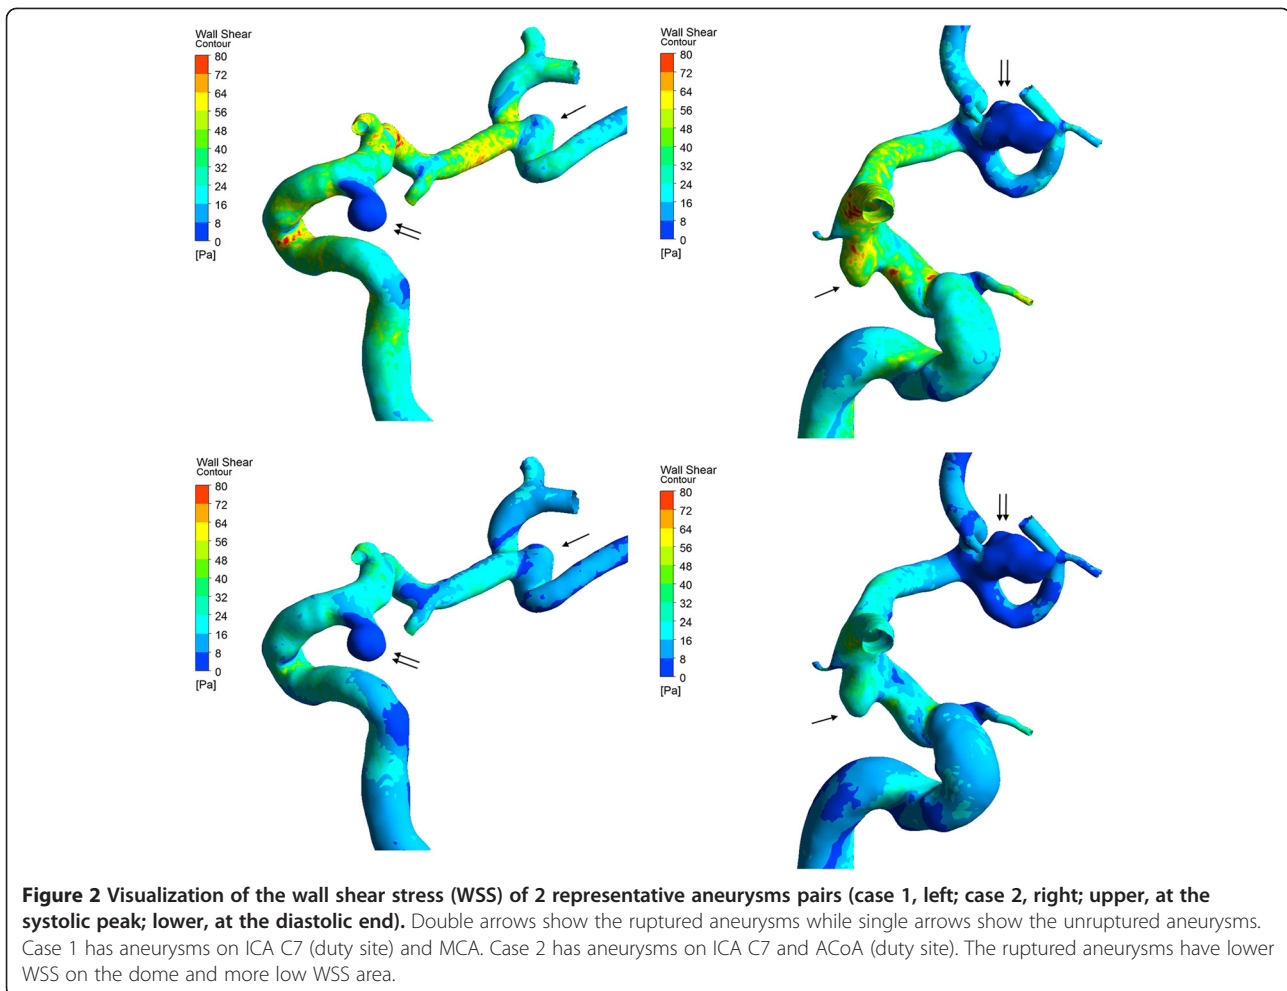 Wall Shear
Contour
80
72
64
56
48
40
32
24
16
8
0
[Pa]
Wall Shear
Contour
80
72
64
56
48
40
32
24
16
8
0
[Pa]
Wall Shear
Contour
80
72
64
56
48
40
32
24
16
8
0
[Pa]
Wall Shear
Contour
80
72
64
56
48
40
32
24
16
8
0
[Pa]
Figure 2 Visualization of the wall shear stress (WSS) of 2 representative aneurysms pairs (case 1, left; case 2, right; upper, at the
systolic peak; lower, at the diastolic end). Double arrows show the ruptured aneurysms while single arrows show the unruptured aneurysms.
Case 1 has aneurysms on ICA C7 (duty site) and MCA. Case 2 has aneurysms on ICA C7 and ACoA (duty site). The ruptured aneurysms have lower
WSS on the dome and more low WSS area.